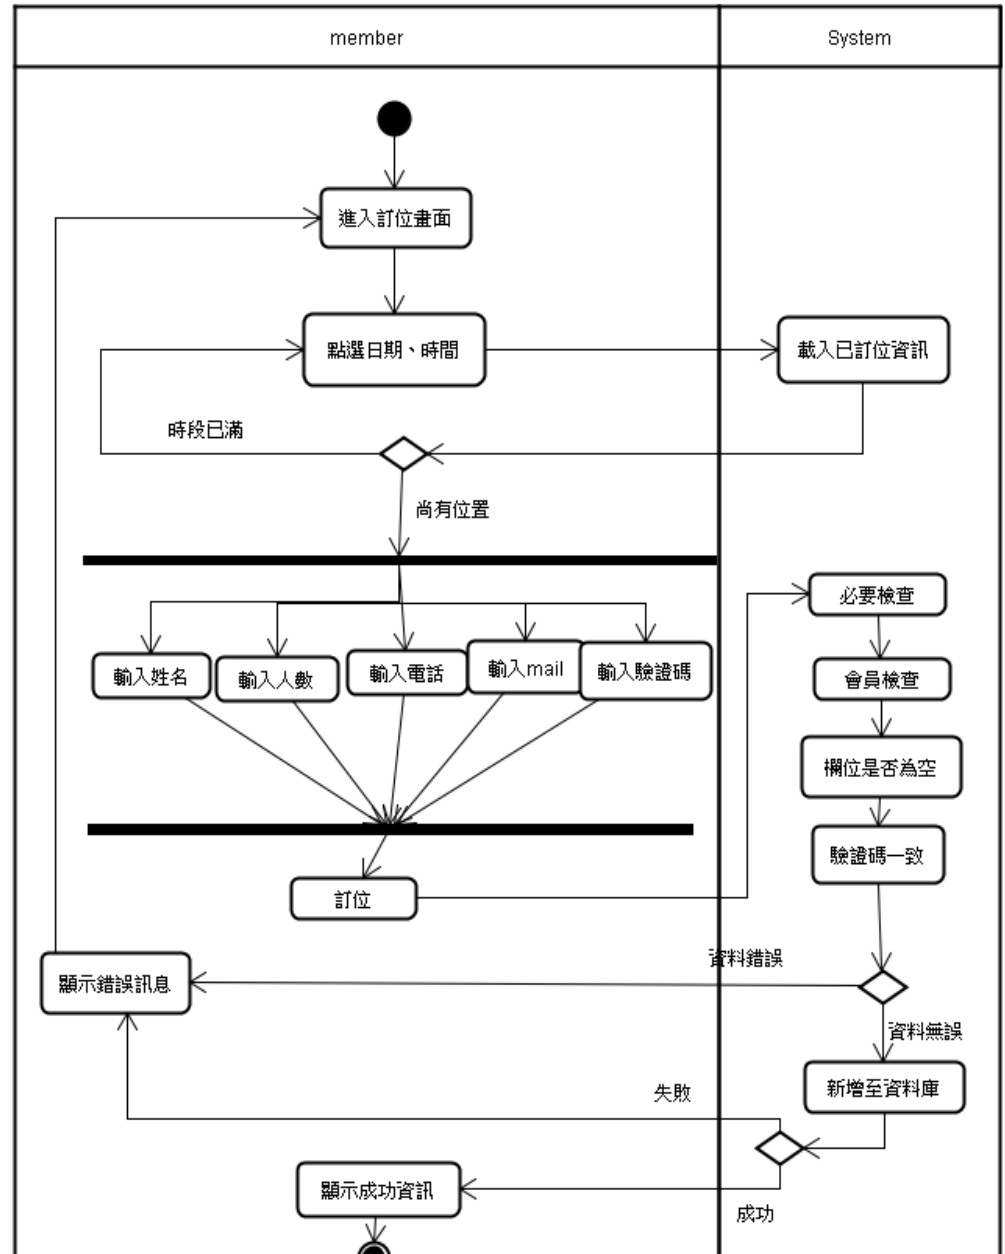 member
System
進入訂位畫面
點選日期、時間
載入已訂位資訊
時段已滿
尚有位置
必要檢查
輸入姓名
輸入人數
輸入電話
輸入mail
輸入驗證碼
會員檢查
欄位是否為空
驗證碼一致
訂位
資料錯誤
顯示錯誤訊息
資料無誤
新增至資料庫
失敗
顯示成功資訊
成功